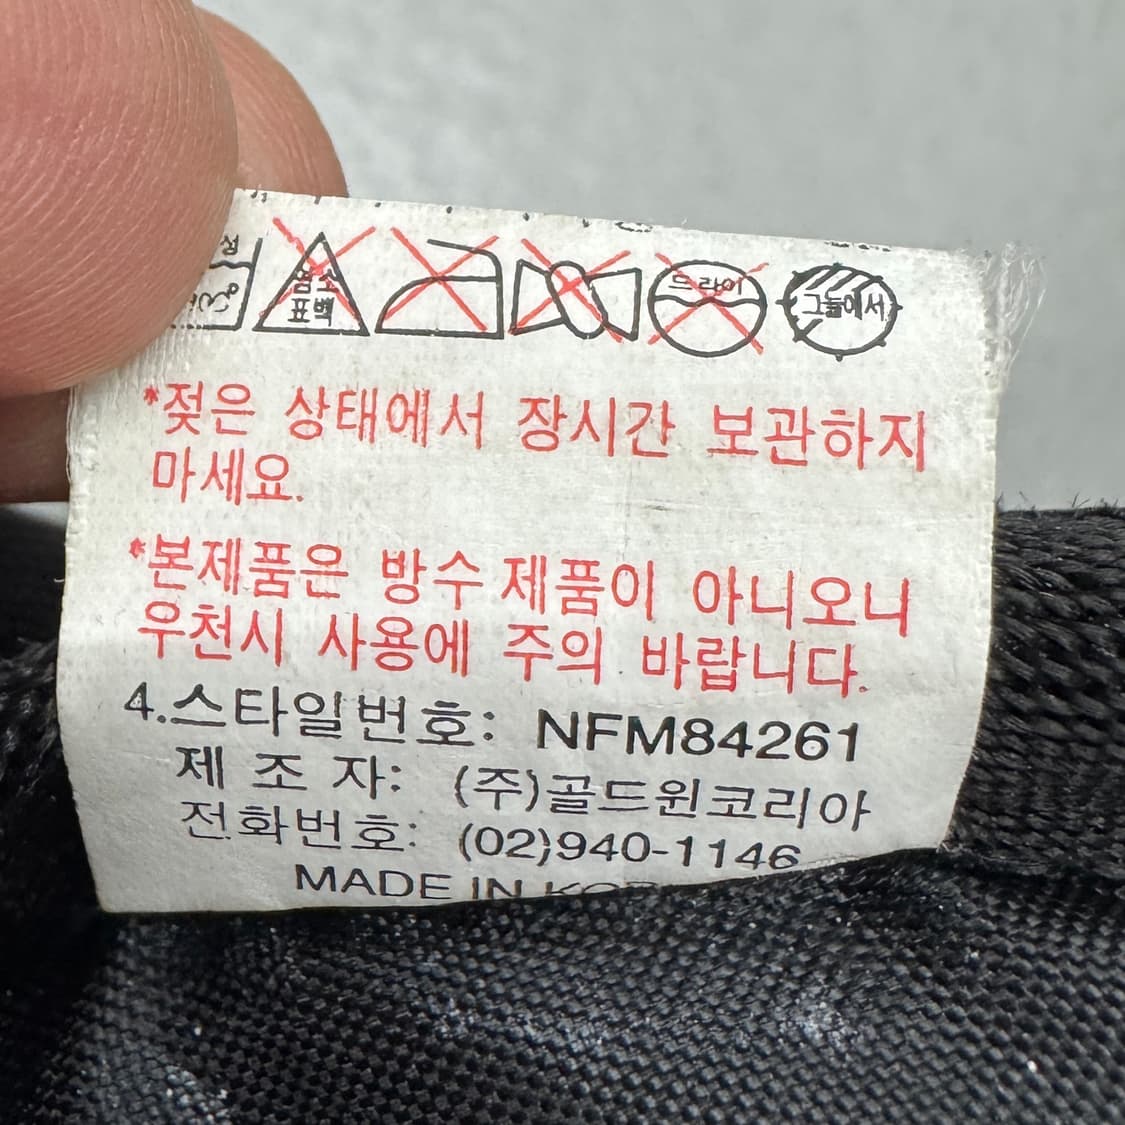 염소
표백
드라이
그늘에서
*젖은 상태에서 장시간 보관하지
마세요.
*본제품은 방수 제품이 아니오니
우천시 사용에 주의 바랍니다.
4.스타일번호: NFM84261
제 조 자: (주)골드윈코리아
전화번호: (02)940-1146
MADE IN